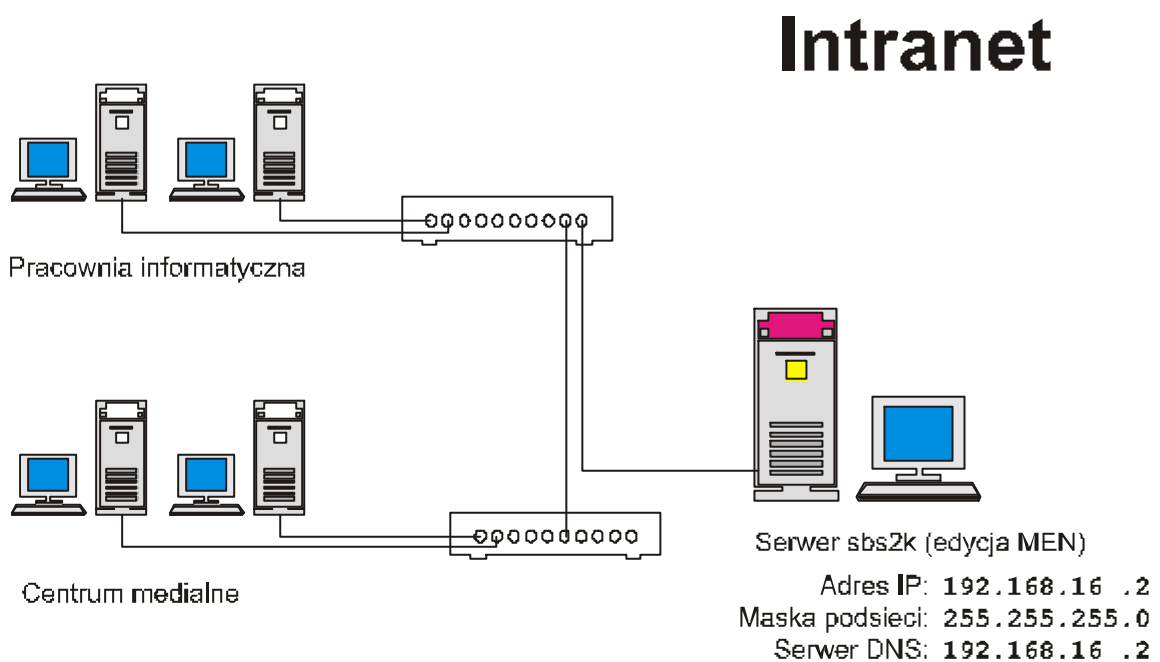 Intranet
Pracownia informatyczna
Centrum medialne
Serwer sbs2k (edycja MEN)
Adres IP: 192.168.16 .2
Maska podsieci: 255.255.255.0
Serwer DNS: 192.168.16 .2